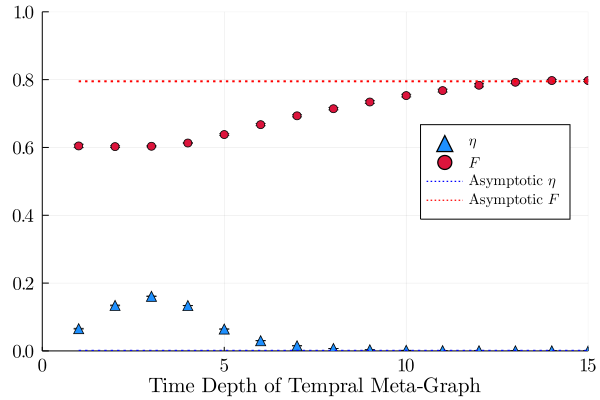 1.0
0.8
0.6
0.4
0.2
0.0
η
F
Asymptotic η
Asymptotic F
0 5 10 15
Time Depth of Tempral Meta-Graph